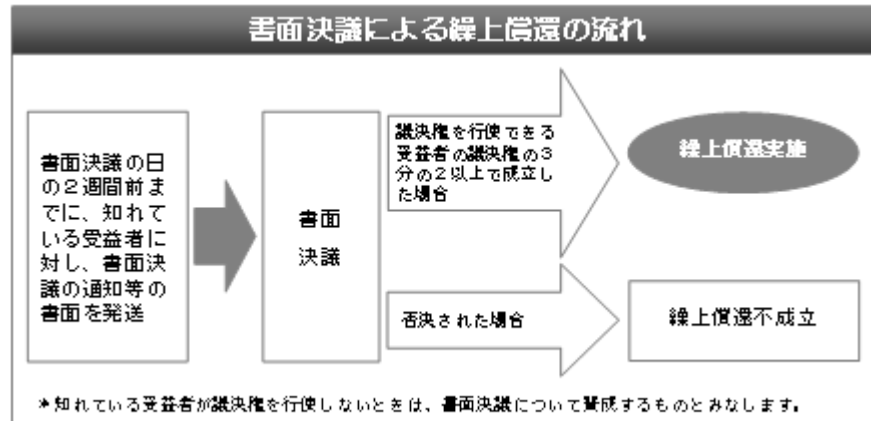 書面決議による繰上償還の流れ
書面決議の日
の２週間前ま
でに、知れて
いる受益者に
対し、書面決
議の通知等の
書面を発送
書面
決議
議決権を行使できる
受益者の議決権の３
分の２以上で成立し
た場合
繰上償還実施
否決された場合
繰上償還不成立
＊知れている受益者が議決権を行使しないときは、書面決議について賛成するものとみなします。